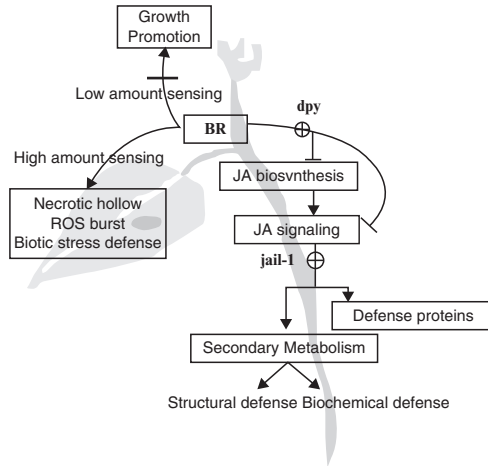 Growth
Promotion
Low amount sensing
dpy
BR
High amount sensing
JA biosvnthesis
Necrotic hollow
ROS burst
Biotic stress defense
JA signaling
jail-1
Defense proteins
Secondary Metabolism
Structural defense Biochemical defense